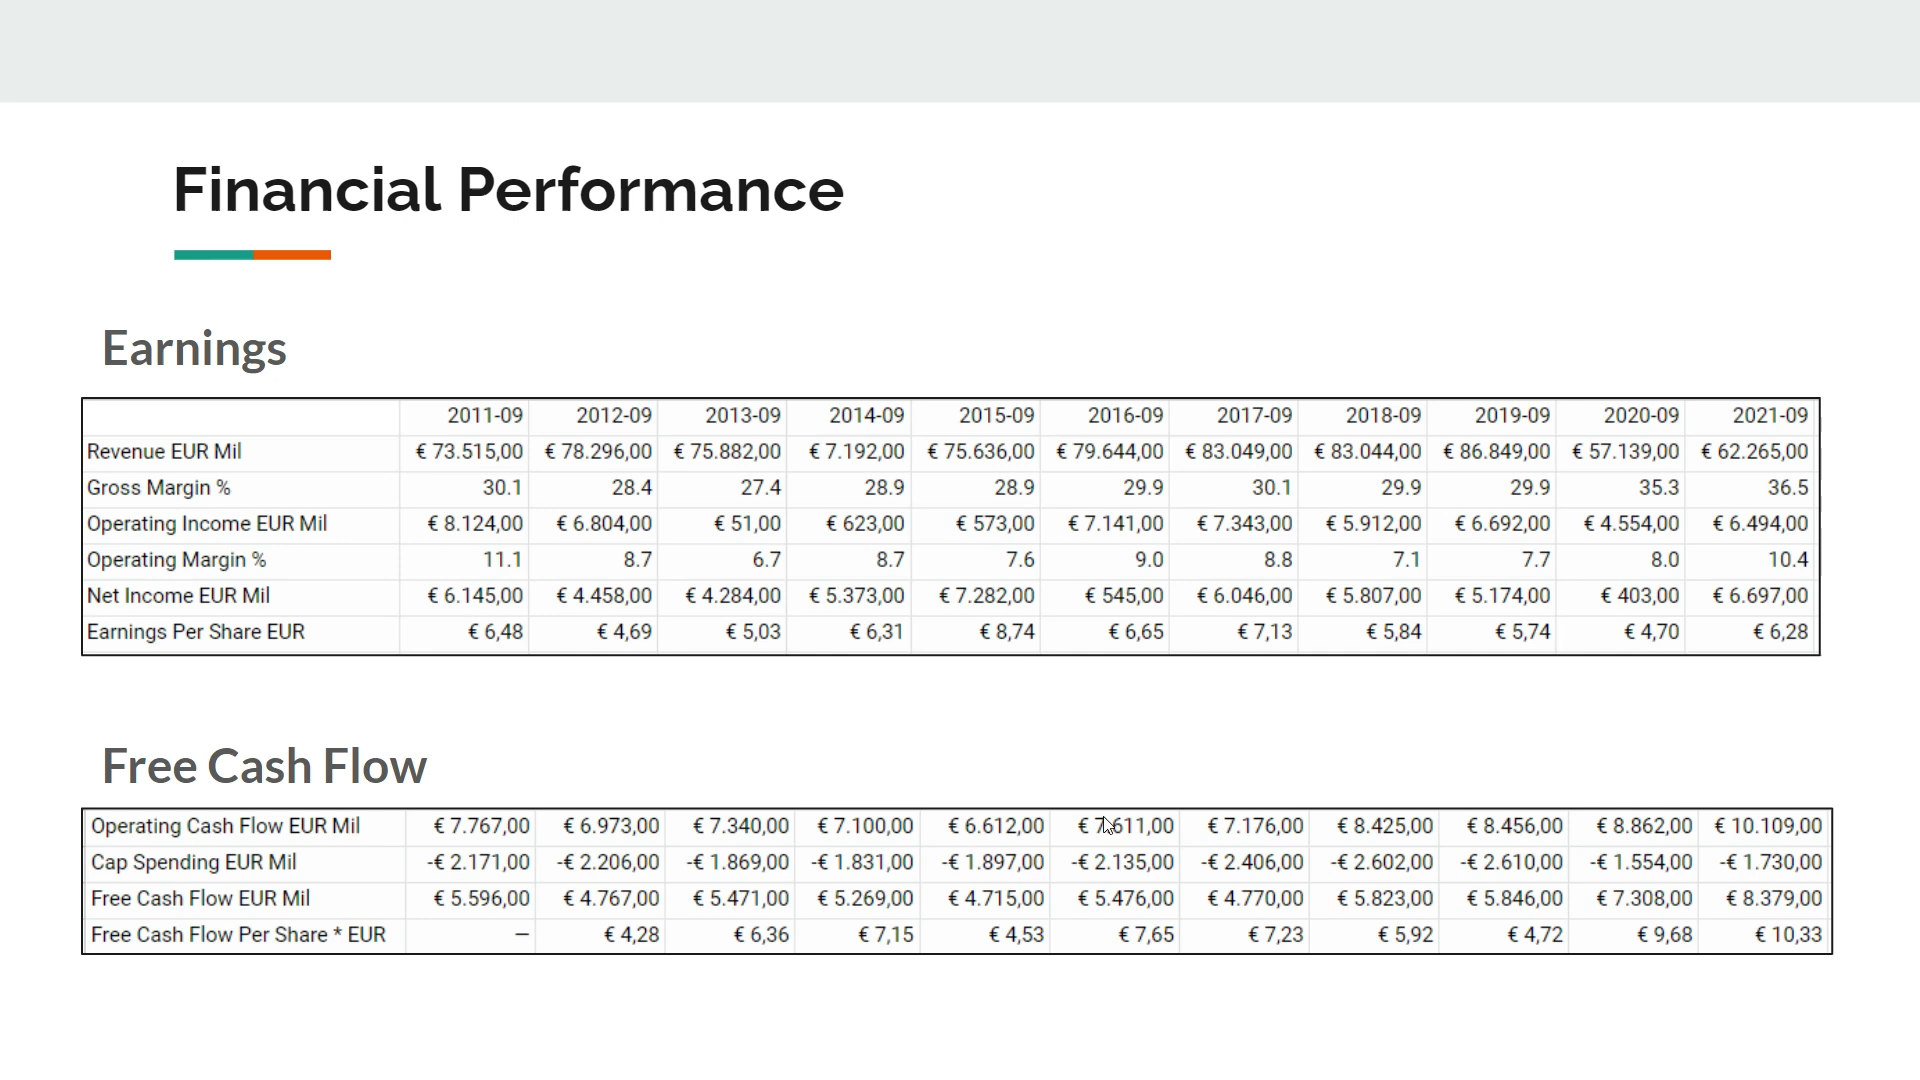 Financial Performance
Earnings
2011-09 2012-09 2013-09 2014-09 2015-09 2016-09 2017-09 2018-09 2019-09 2020-09 2021-09
Revenue EUR Mil € 73.515,00 € 78.296,00 € 75.882,00 € 7.192,00 € 75.636,00 € 79.644,00 € 83.049,00 € 83.044,00 € 86.849,00 € 57.139,00 € 62.265,00
Gross Margin % 30.1 28.4 27.4 28.9 28.9 29.9 30.1 29.9 29.9 35.3 36.5
Operating Income EUR Mil € 8.124,00 € 6.804,00 € 51,00 € 623,00 € 573,00 € 7.141,00 € 7.343,00 € 5.912,00 € 6.692,00 € 4.554,00 € 6.494,00
Operating Margin % 11.1 8.7 6.7 8.7 7.6 9.0 8.8 7.1 7.7 8.0 10.4
Net Income EUR Mil € 6.145,00 € 4.458,00 € 4.284,00 € 5.373,00 € 7.282,00 € 545,00 € 6.046,00 € 5.807,00 € 5.174,00 € 403,00 € 6.697,00
Earnings Per Share EUR € 6,48 € 4,69 € 5,03 € 6,31 € 8,74 € 6,65 € 7,13 € 5,84 € 5,74 € 4,70 € 6,28
Free Cash Flow
Operating Cash Flow EUR Mil € 7.767,00 € 6.973,00 € 7.340,00 € 7.100,00 € 6.612,00 € 7.611,00 € 7.176,00 € 8.425,00 € 8.456,00 € 8.862,00 € 10.109,00
Cap Spending EUR Mil -€ 2.171,00 -€ 2.206,00 -€ 1.869,00 -€ 1.831,00 -€ 1.897,00 -€ 2.135,00 -€ 2.406,00 -€ 2.602,00 -€ 2.610,00 -€ 1.554,00 -€ 1.730,00
Free Cash Flow EUR Mil € 5.596,00 € 4.767,00 € 5.471,00 € 5.269,00 € 4.715,00 € 5.476,00 € 4.770,00 € 5.823,00 € 5.846,00 € 7.308,00 € 8.379,00
Free Cash Flow Per Share * EUR — € 4,28 € 6,36 € 7,15 € 4,53 € 7,65 € 7,23 € 5,92 € 4,72 € 9,68 € 10,33